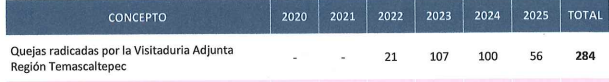 CONCEPTO 2020 2021 2022 2023 2024 2025 TOTAL
Quejas radicadas por la Visitaduria Adjunta
Región Temascaltepec - - 21 107 100 56 284